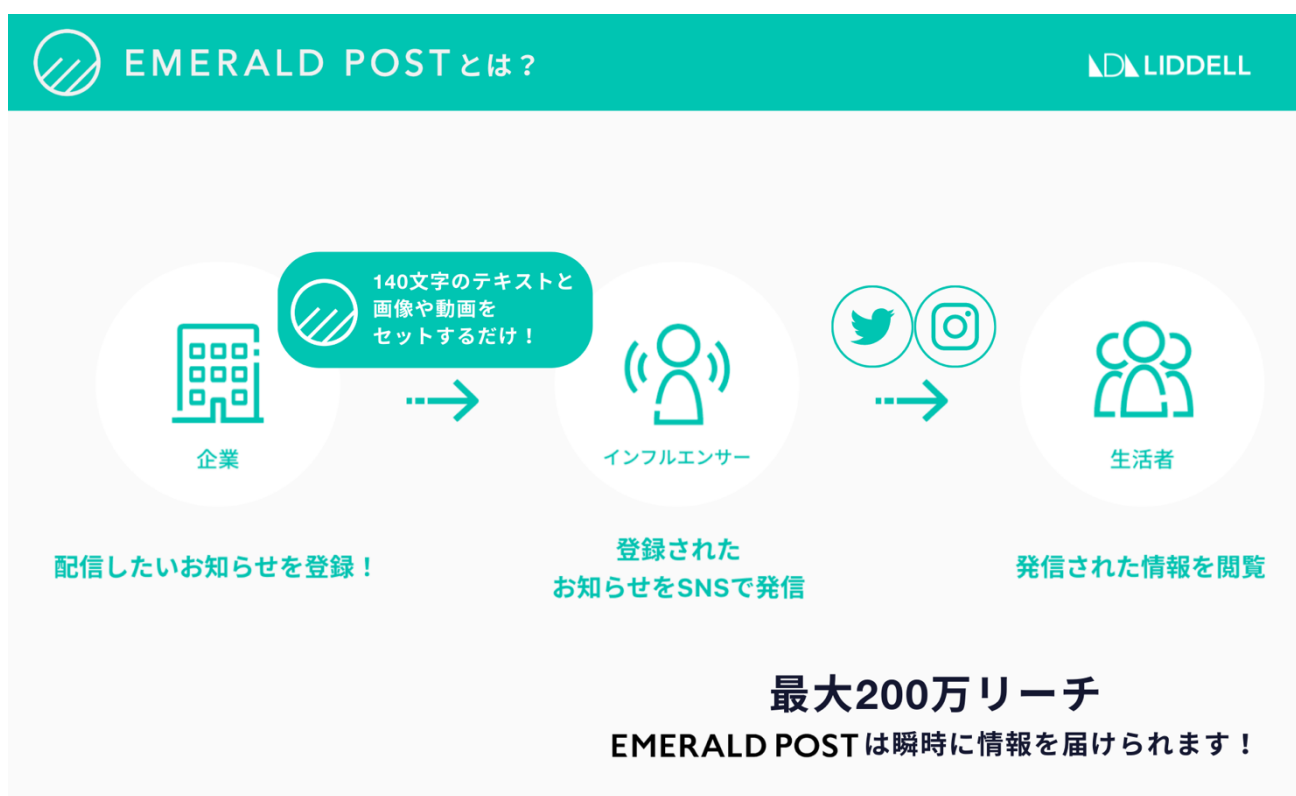 EMERALD POSTとは？
LIDDELL
140文字のテキストと
画像や動画を
セットするだけ！
企業
インフルエンサー
生活者
配信したいお知らせを登録！
登録された
お知らせをSNSで発信
発信された情報を閲覧
最大200万リーチ
EMERALD POSTは瞬時に情報を届けられます！